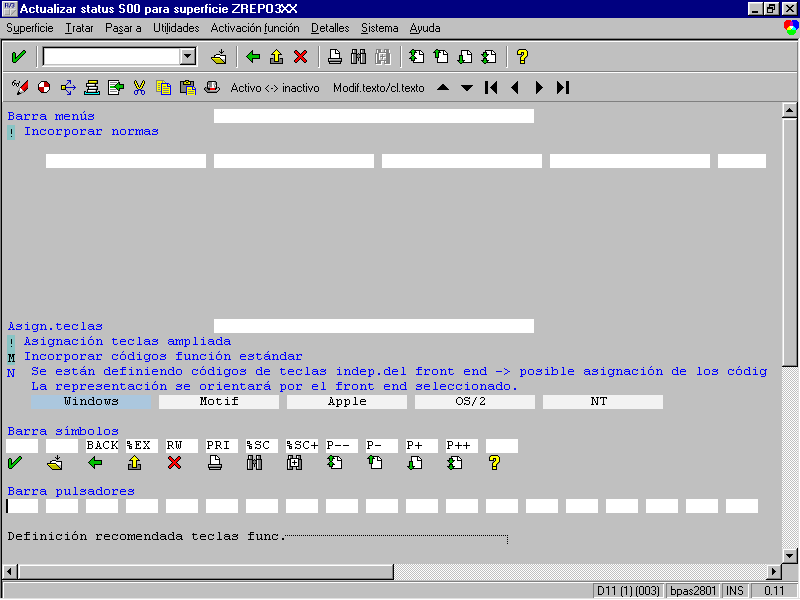 Actualizar status S00 para superficie ZREPO3XX
Superficie Tratar Pasar a Utilidades Activación función Detalles Sistema Ayuda
Activo <-> inactivo Modif.texto/cl.texto
Barra menús
! Incorporar normas
Asign.teclas
! Asignación teclas ampliada
M Incorporar códigos función estándar
N Se están definiendo códigos de teclas indep.del front end -> posible asignación de los códig
La representación se orientará por el front end seleccionado.
Windows Motif Apple OS/2 NT
Barra símbolos
BACK %EX RW PRI %SC %SC+ P-- P- P+ P++
Barra pulsadores
Definición recomendada teclas func.
D11 (1) (003) bpas2801 INS 0.11